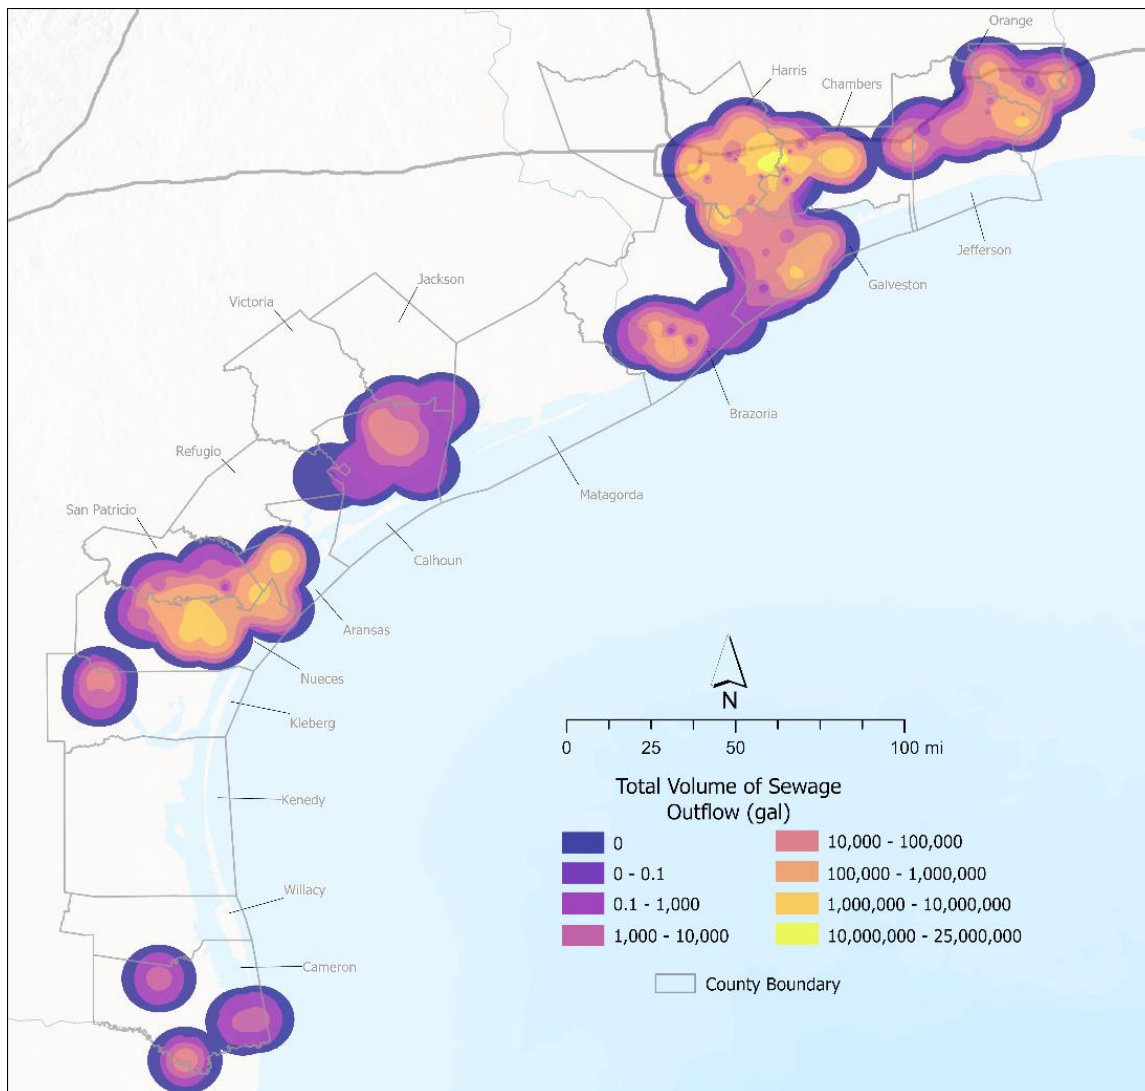 Orange
Harris
Chambers
Jefferson
Galveston
Jackson
Victoria
Brazoria
Refugio
Matagorda
San Patricio
Calhoun
Aransas
Nueces
Kleberg
Kenedy
Willacy
Cameron
N
0 25 50 100 mi
Total Volume of Sewage
Outflow (gal)
0
0 - 0.1
0.1 - 1,000
1,000 - 10,000
10,000 - 100,000
100,000 - 1,000,000
1,000,000 - 10,000,000
10,000,000 - 25,000,000
County Boundary